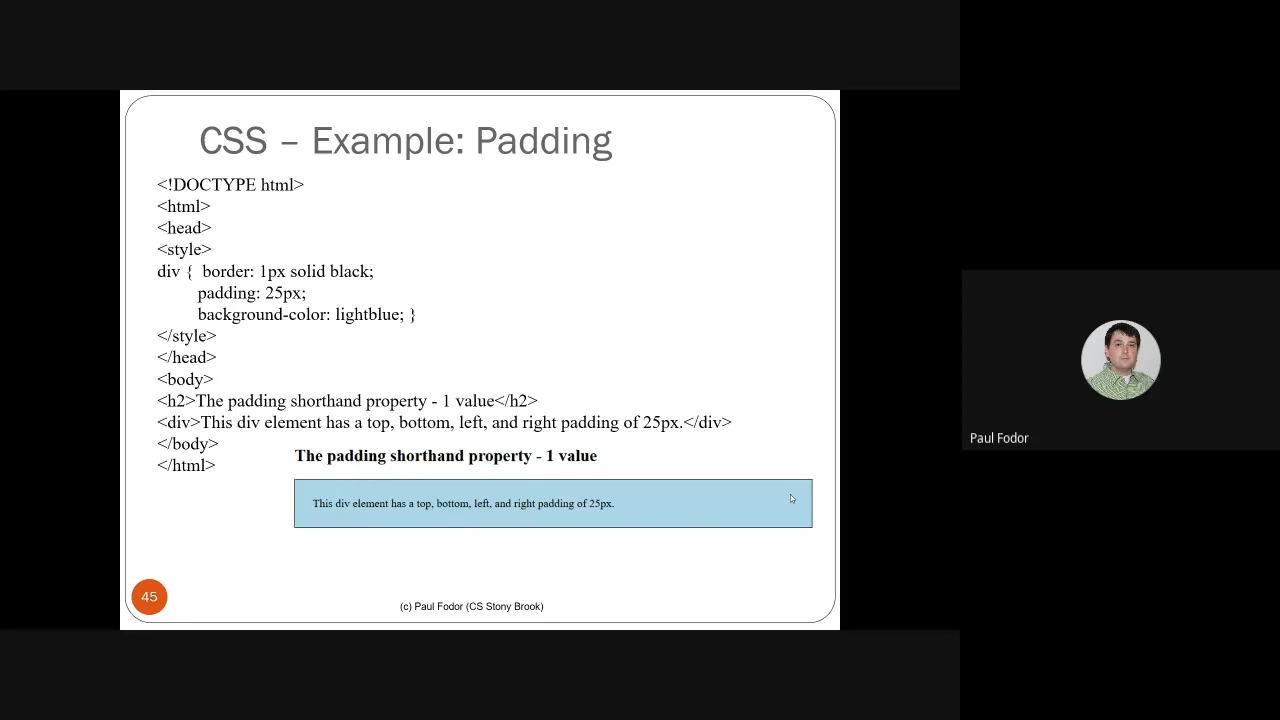 CSS – Example: Padding
<!DOCTYPE html>
<html>
<head>
<style>
div { border: 1px solid black;
padding: 25px;
background-color: lightblue; }
</style>
</head>
<body>
<h2>The padding shorthand property - 1 value</h2>
<div>This div element has a top, bottom, left, and right padding of 25px.</div>
</body>
</html>
The padding shorthand property - 1 value
This div element has a top, bottom, left, and right padding of 25px.
45
(c) Paul Fodor (CS Stony Brook)
Paul Fodor